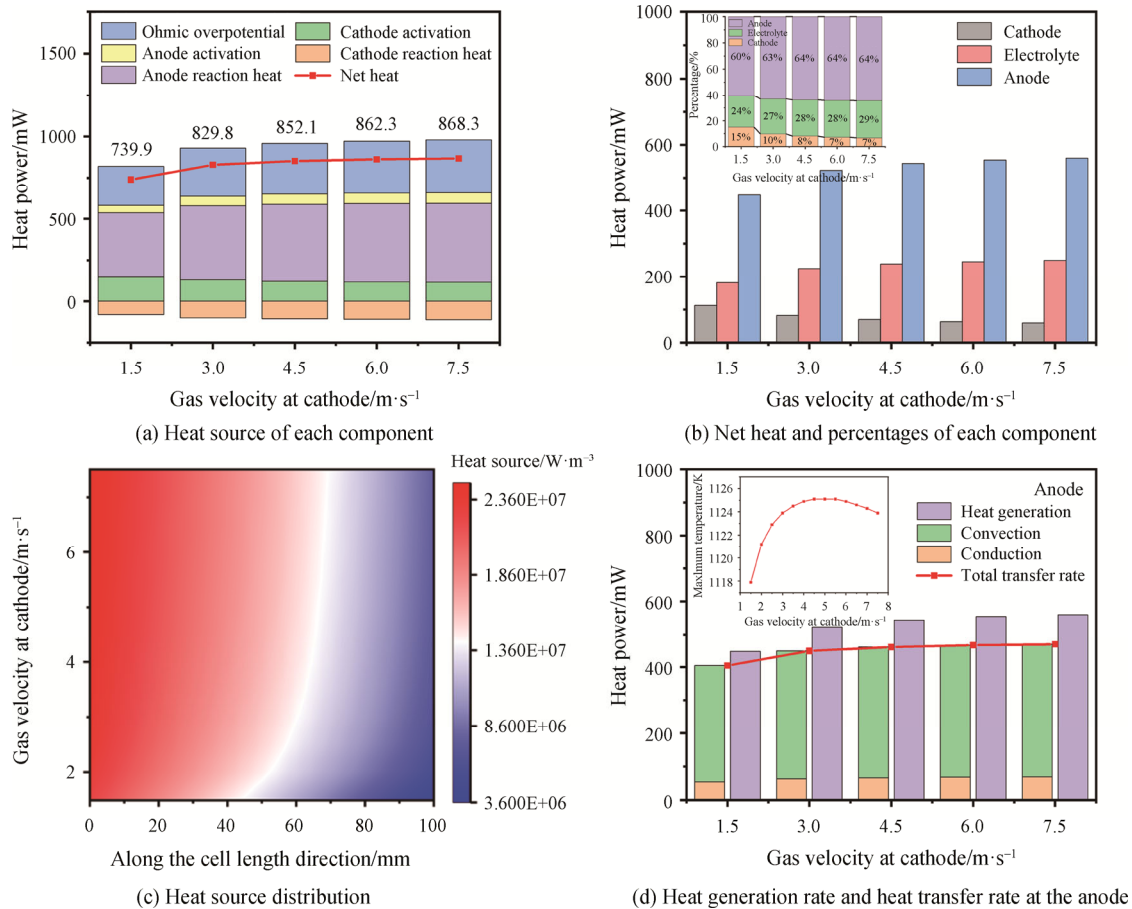 Ohmic overpotential
Cathode activation
Anode activation
Cathode reaction heat
Anode reaction heat
Net heat
1500
1000
500
0
739.9
829.8
852.1
862.3
868.3
Heat power/mW
1.5 3.0 4.5 6.0 7.5
Gas velocity at cathode/m·s⁻¹
(a) Heat source of each component
1000
800
600
400
200
0
Heat power/mW
Cathode
Electrolyte
Anode
100
80
60
40
20
0
Percentage/%
Anode
Electrolyte
Cathode
60% 63% 64% 64% 64%
24% 27% 28% 28% 29%
15% 10% 8% 7% 7%
1.5 3.0 4.5 6.0 7.5
Gas velocity at cathode/m·s⁻¹
1.5 3.0 4.5 6.0 7.5
Gas velocity at cathode/m·s⁻¹
(b) Net heat and percentages of each component
Heat source/W·m⁻³
2.360E+07
1.860E+07
1.360E+07
8.600E+06
3.600E+06
Gas velocity at cathode/m·s⁻¹
6
4
2
0 20 40 60 80 100
Along the cell length direction/mm
(c) Heat source distribution
1000
800
600
400
200
0
Heat power/mW
Anode
Heat generation
Convection
Conduction
Total transfer rate
Maxlmum temperature/K
1126
1124
1122
1120
1118
1 2 3 4 5 6 7 8
Gas velocity at cathode/m·s⁻¹
1.5 3.0 4.5 6.0 7.5
Gas velocity at cathode/m·s⁻¹
(d) Heat generation rate and heat transfer rate at the anode